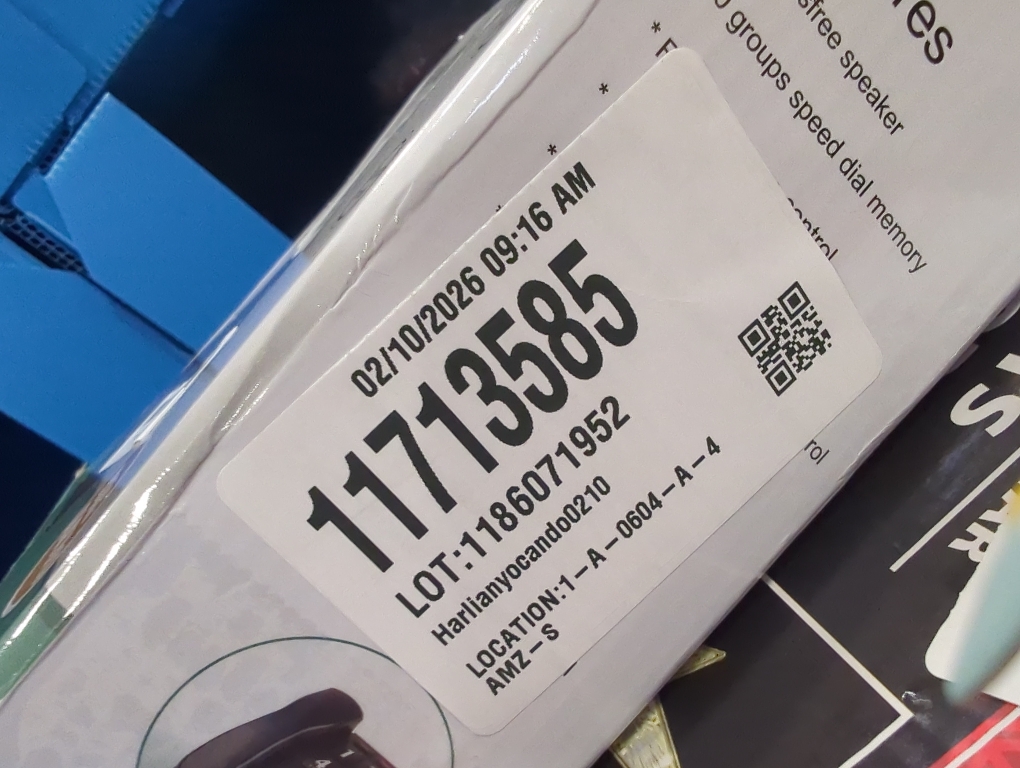 02/10/2026 09:16 AM
11713585
LOT:1186071952
Harlianyocando0210
LOCATION:1-A-0604-A-4
AMZ-S
speaker
groups speed dial memory